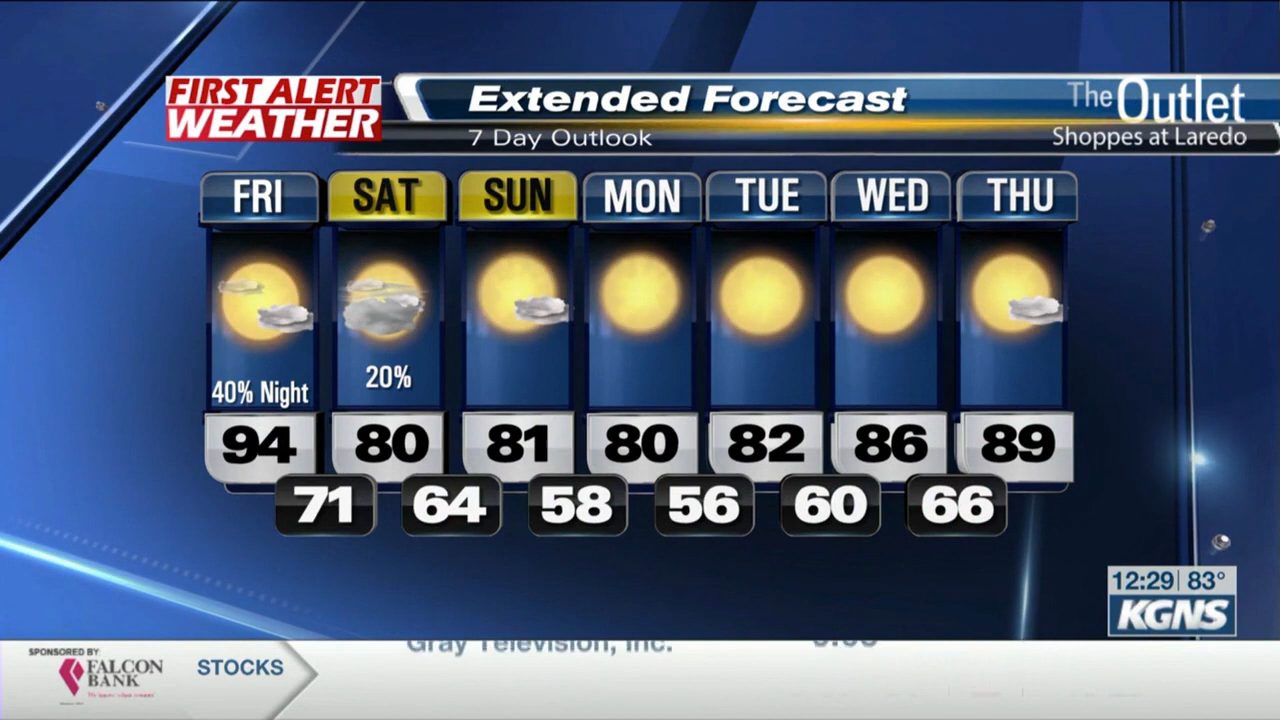 FIRST ALERT
WEATHER
Extended Forecast
7 Day Outlook
The Outlet
Shoppes at Laredo
FRI SAT SUN MON TUE WED THU
40% Night 20%
94 80 81 80 82 86 89
71 64 58 56 60 66
12:29 83°
KGNS
Gray Television, Inc.
SPONSORED BY:
FALCON
BANK
STOCKS